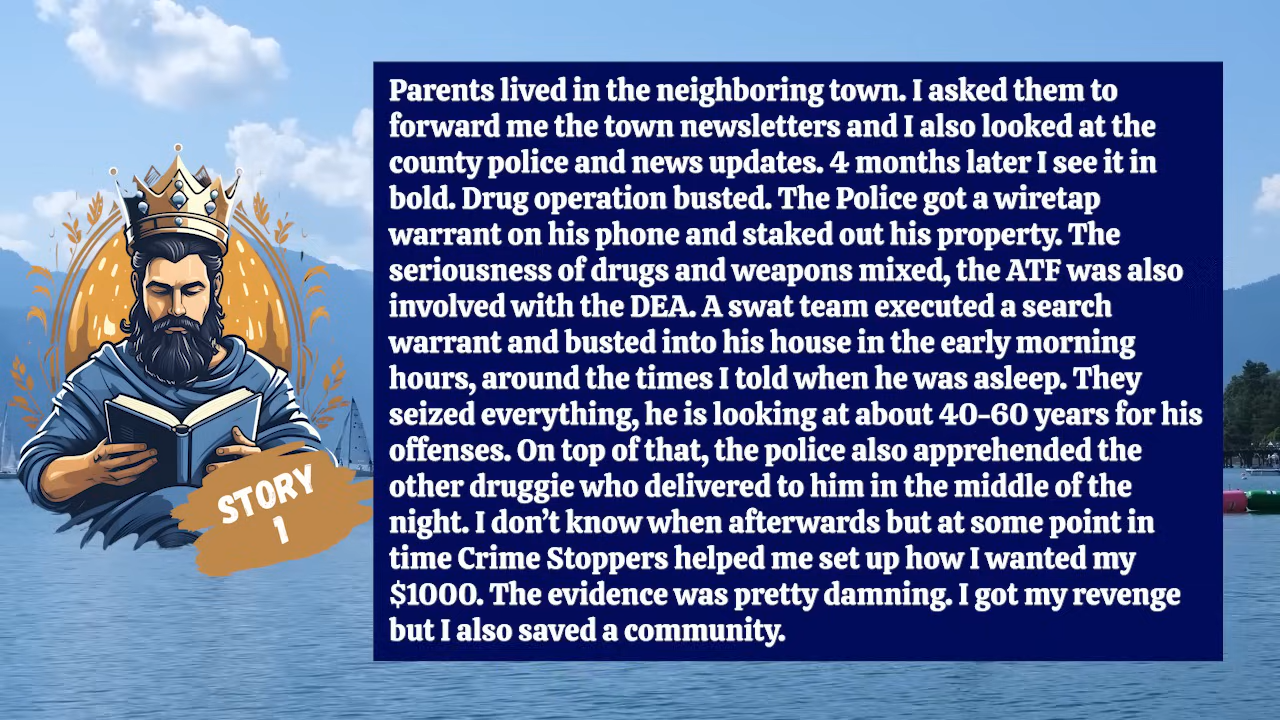 Parents lived in the neighboring town. I asked them to
forward me the town newsletters and I also looked at the
county police and news updates. 4 months later I see it in
bold. Drug operation busted. The Police got a wiretap
warrant on his phone and staked out his property. The
seriousness of drugs and weapons mixed, the ATF was also
involved with the DEA. A swat team executed a search
warrant and busted into his house in the early morning
hours, around the times I told when he was asleep. They
seized everything, he is looking at about 40-60 years for his
offenses. On top of that, the police also apprehended the
other druggie who delivered to him in the middle of the
night. I don’t know when afterwards but at some point in
time Crime Stoppers helped me set up how I wanted my
$1000. The evidence was pretty damning. I got my revenge
but I also saved a community.
STORY
1